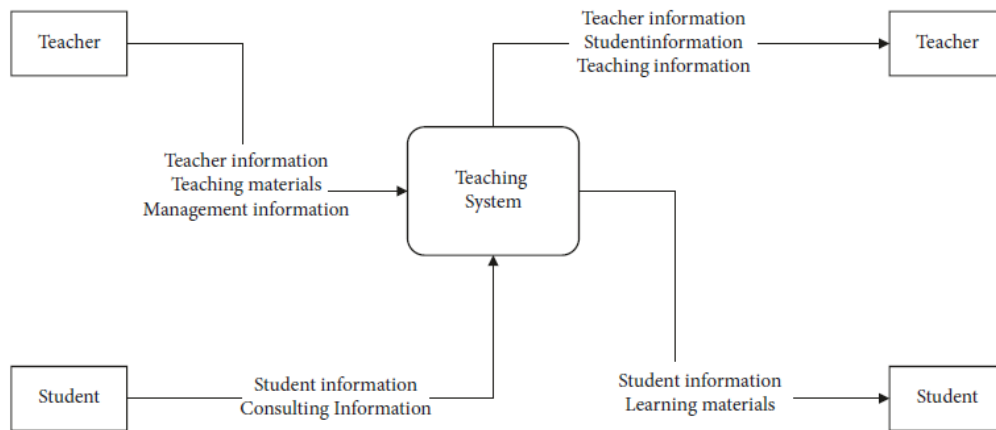 Teacher
Teacher information
Studentinformation
Teaching information
Teacher
Teacher information
Teaching materials
Management information
Teaching
System
Student
Student information
Consulting Information
Student information
Learning materials
Student